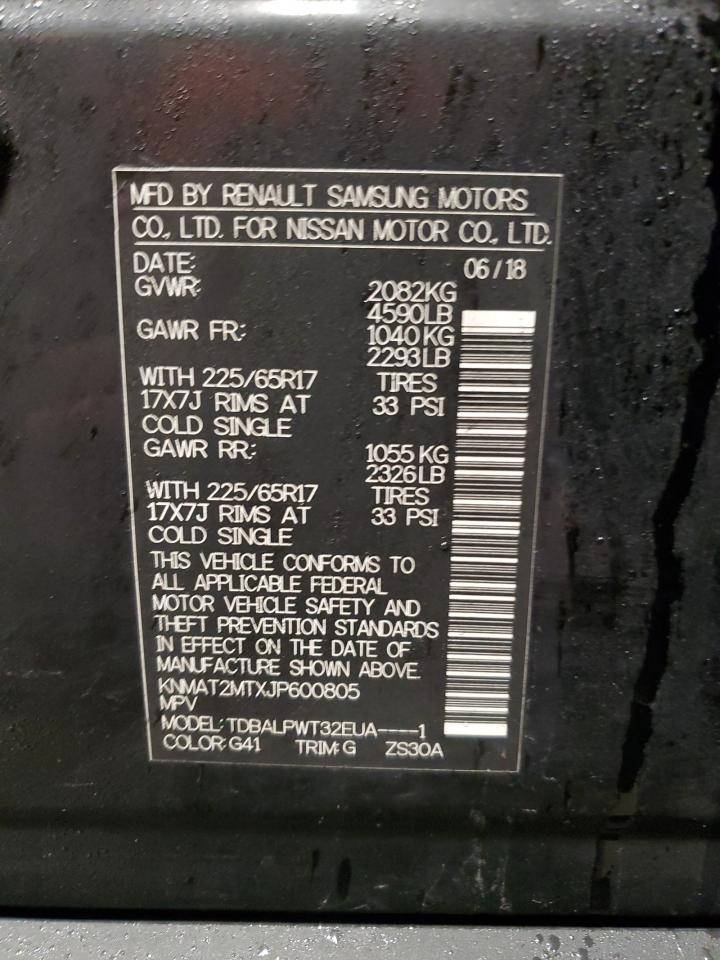 MFD BY RENAULT SAMSUNG MOTORS
CO., LTD. FOR NISSAN MOTOR CO., LTD.
DATE: 06/18
GVWR: 2082KG
4590LB
GAWR FR: 1040KG
2293LB
WITH 225/65R17 TIRES
17X7J RIMS AT 33 PSI
COLD SINGLE
GAWR RR: 1055KG
2326LB
WITH 225/65R17 TIRES
17X7J RIMS AT 33 PSI
COLD SINGLE
THIS VEHICLE CONFORMS TO
ALL APPLICABLE FEDERAL
MOTOR VEHICLE SAFETY AND
THEFT PREVENTION STANDARDS
IN EFFECT ON THE DATE OF
MANUFACTURE SHOWN ABOVE.
KNMAT2MTXJP600805
MPV
MODEL: TDBALPWT32EUA----1
COLOR: G41 TRIM: G ZS30A